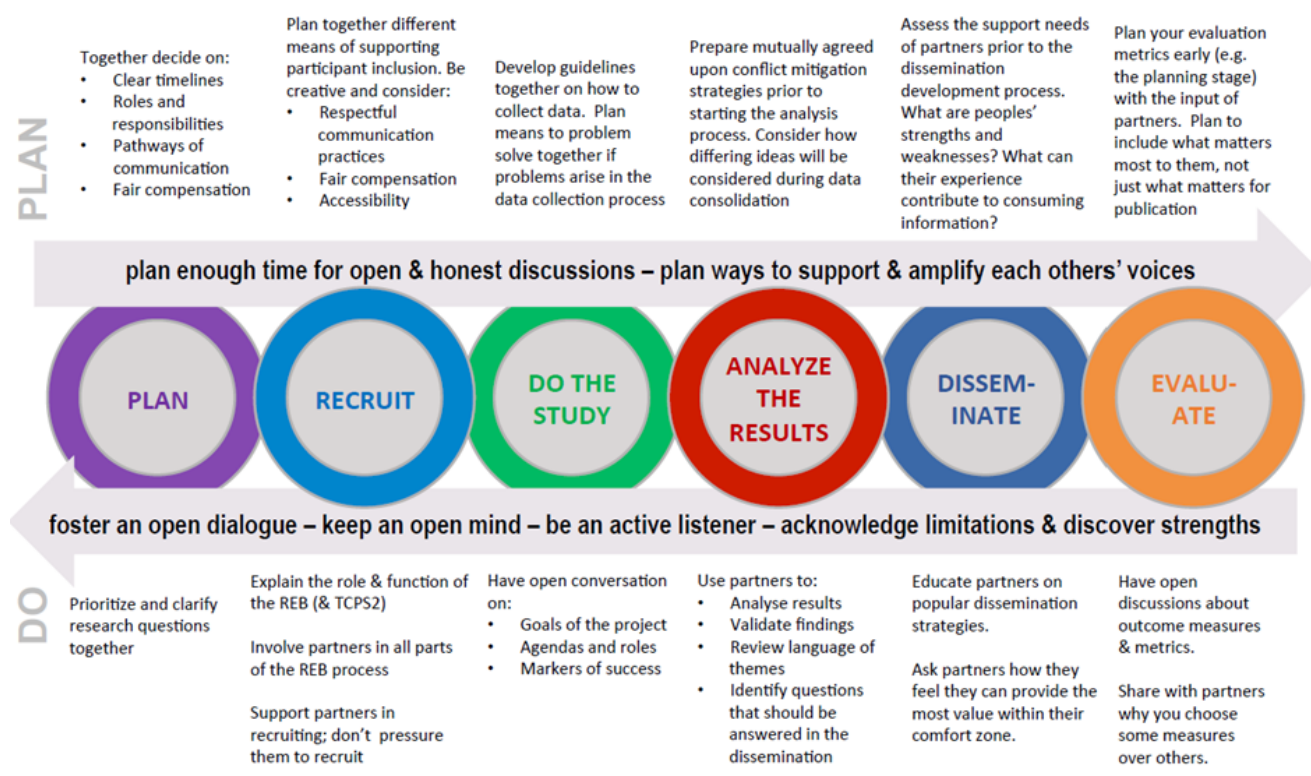 PLAN
Together decide on:
• Clear timelines
• Roles and
responsibilities
• Pathways of
communication
• Fair compensation
Plan together different
means of supporting
participant inclusion. Be
creative and consider:
• Respectful
communication
practices
• Fair compensation
• Accessibility
Develop guidelines
together on how to
collect data. Plan
means to problem
solve together if
problems arise in the
data collection process
Prepare mutually agreed
upon conflict mitigation
strategies prior to
starting the analysis
process. Consider how
differing ideas will be
considered during data
consolidation
Assess the support needs
of partners prior to the
dissemination
development process.
What are peoples’
strengths and
weaknesses? What can
their experience
contribute to consuming
information?
Plan your evaluation
metrics early (e.g.
the planning stage)
with the input of
partners. Plan to
include what matters
most to them, not
just what matters for
publication
plan enough time for open & honest discussions – plan ways to support & amplify each others’ voices
PLAN
RECRUIT
DO THE
STUDY
ANALYZE
THE
RESULTS
DISSEM-
INATE
EVALU-
ATE
foster an open dialogue – keep an open mind – be an active listener – acknowledge limitations & discover strengths
DO
Prioritize and clarify
research questions
together
Explain the role & function of
the REB (& TCPS2)
Involve partners in all parts
of the REB process
Support partners in
recruiting; don’t pressure
them to recruit
Have open conversation
on:
• Goals of the project
• Agendas and roles
• Markers of success
Use partners to:
• Analyse results
• Validate findings
• Review language of
themes
• Identify questions
that should be
answered in the
dissemination
Educate partners on
popular dissemination
strategies.
Ask partners how they
feel they can provide the
most value within their
comfort zone.
Have open
discussions about
outcome measures
& metrics.
Share with partners
why you choose
some measures
over others.